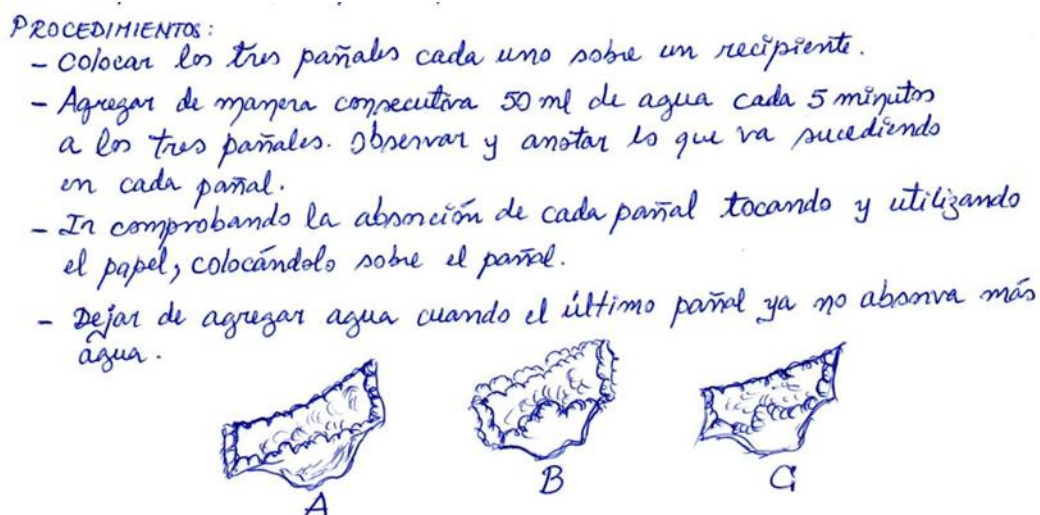 PROCEDIMIENTOS:
- Colocar los tres pañales cada uno sobre un recipiente.
- Agregar de manera consecutiva 50 ml de agua cada 5 minutos
a los tres pañales. Observar y anotar lo que va sucediendo
en cada pañal.
- Ir comprobando la absorción de cada pañal tocando y utilizando
el papel, colocándolo sobre el pañal.
- Dejar de agregar agua cuando el último pañal ya no absorva más
agua.
A B C